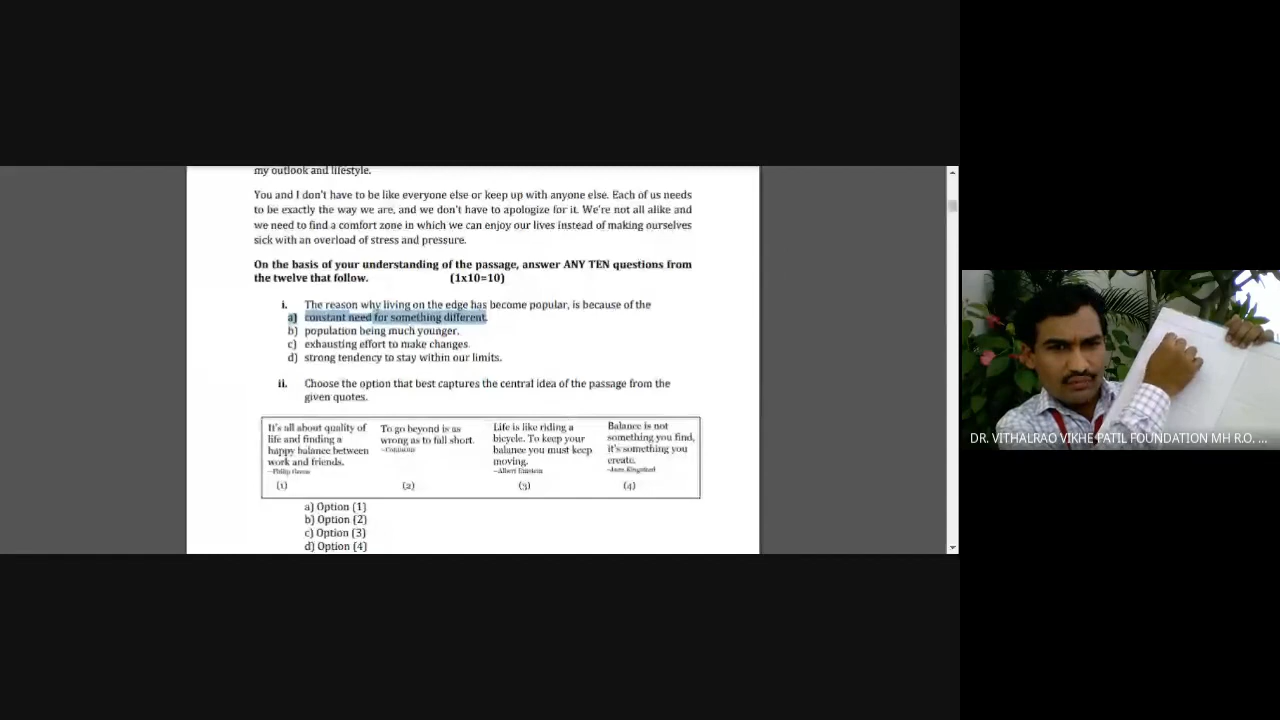 my outlook and lifestyle.
You and I don't have to be like everyone else or keep up with anyone else. Each of us needs
to be exactly the way we are, and we don't have to apologize for it. We're not all alike and
we need to find a comfort zone in which we can enjoy our lives instead of making ourselves
sick with an overload of stress and pressure.
On the basis of your understanding of the passage, answer ANY TEN questions from
the twelve that follow. (1x10=10)
i. The reason why living on the edge has become popular, is because of the
a) constant need for something different.
b) population being much younger.
c) exhausting effort to make changes.
d) strong tendency to stay within our limits.
ii. Choose the option that best captures the central idea of the passage from the
given quotes.
It's all about quality of
life and finding a
happy balance between
work and friends.
-Philip Green
(1)
To go beyond is as
wrong as to fall short.
-Confucius
(2)
Life is like riding a
bicycle. To keep your
balance you must keep
moving.
-Albert Einstein
(3)
Balance is not
something you find,
it's something you
create.
-Jana Kingsford
(4)
a) Option (1)
b) Option (2)
c) Option (3)
d) Option (4)
DR. VITHALRAO VIKHE PATIL FOUNDATION MH R.O. ...